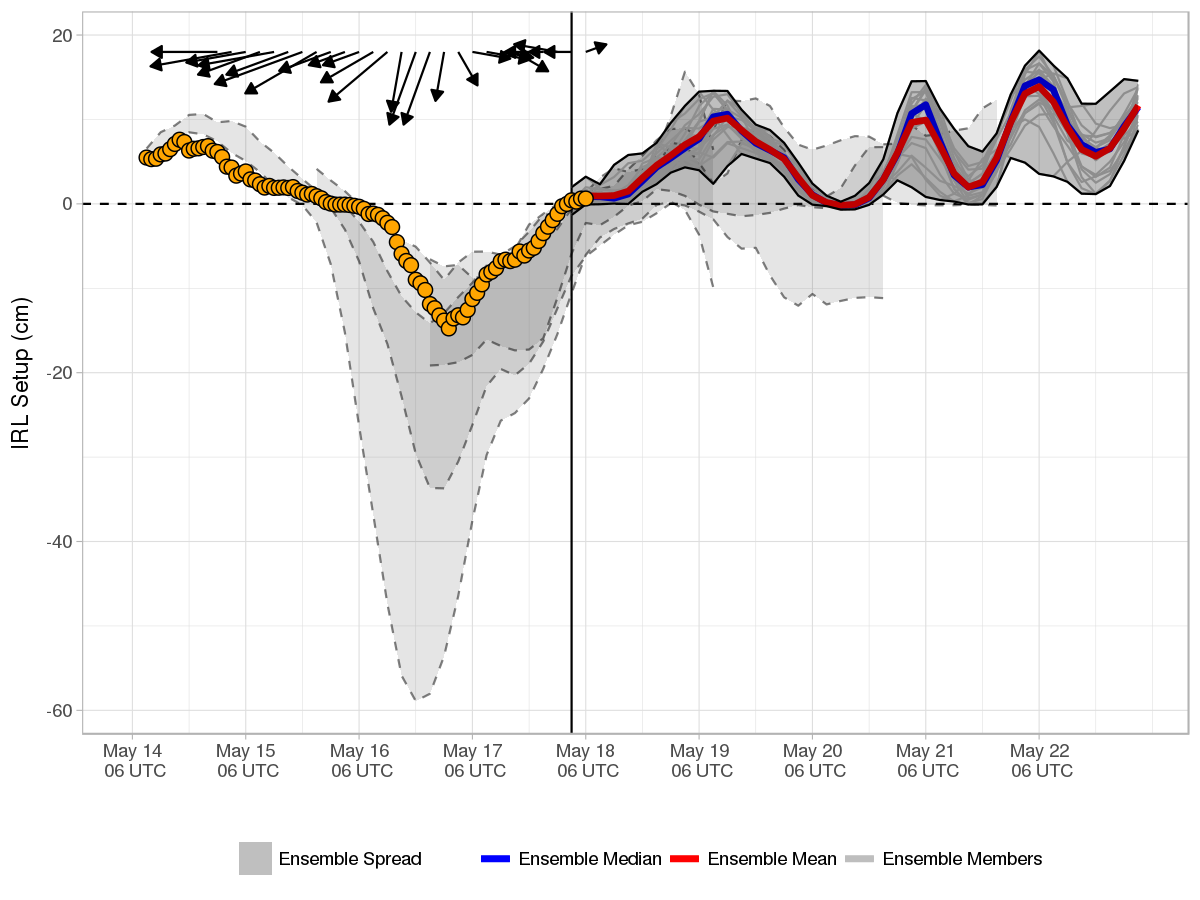 IRL Setup (cm)
20
0
-20
-40
-60
May 14
06 UTC
May 15
06 UTC
May 16
06 UTC
May 17
06 UTC
May 18
06 UTC
May 19
06 UTC
May 20
06 UTC
May 21
06 UTC
May 22
06 UTC
Ensemble Spread
Ensemble Median
Ensemble Mean
Ensemble Members